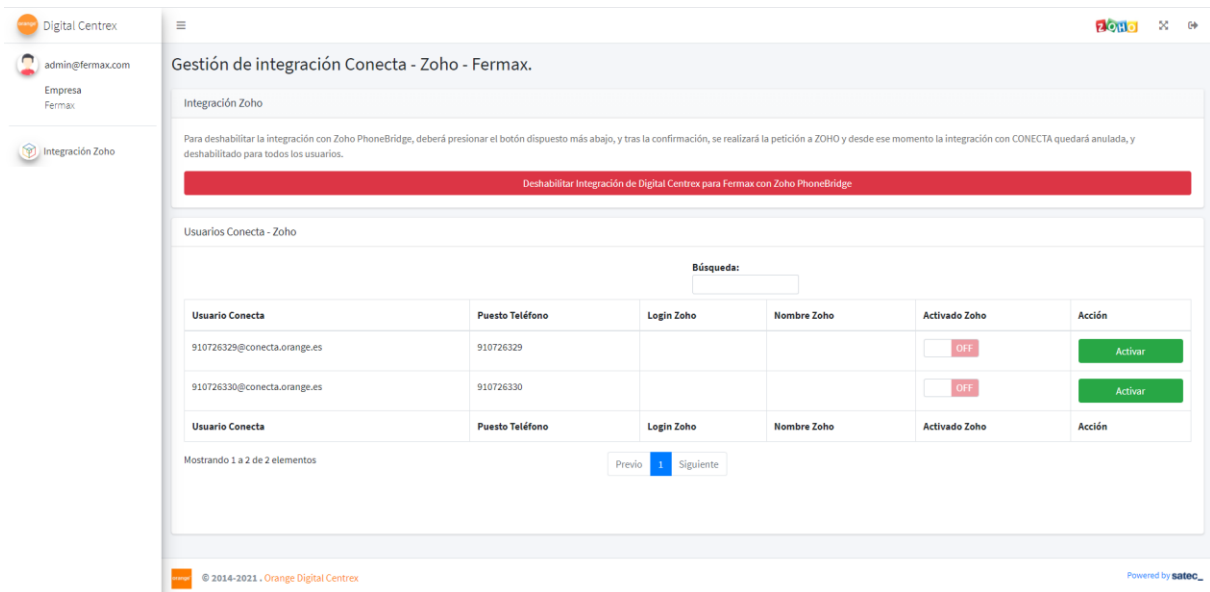 orange
Digital Centrex
ZOHO
admin@fermax.com
Empresa
Fermax
Integración Zoho
Gestión de integración Conecta - Zoho - Fermax.
Integración Zoho
Para deshabilitar la integración con Zoho PhoneBridge, deberá presionar el botón dispuesto más abajo, y tras la confirmación, se realizará la petición a ZOHO y desde ese momento la integración con CONECTA quedará anulada, y
deshabilitado para todos los usuarios.
Deshabilitar Integración de Digital Centrex para Fermax con Zoho PhoneBridge
Usuarios Conecta - Zoho
Búsqueda:
Usuario Conecta Puesto Teléfono Login Zoho Nombre Zoho Activado Zoho Acción
910726329@conecta.orange.es 910726329 OFF Activar
910726330@conecta.orange.es 910726330 OFF Activar
Usuario Conecta Puesto Teléfono Login Zoho Nombre Zoho Activado Zoho Acción
Mostrando 1 a 2 de 2 elementos Previo 1 Siguiente
orange © 2014-2021 . Orange Digital Centrex Powered by satec_